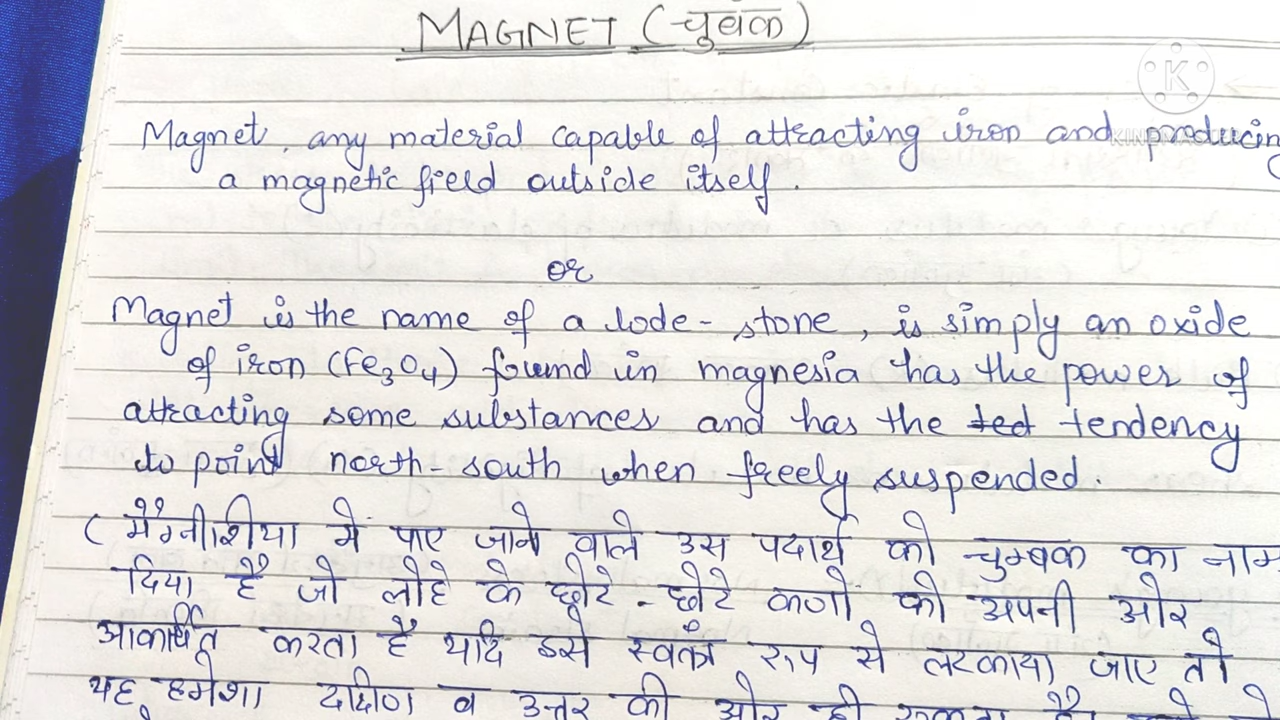 MAGNET (चुबंक)
K
KINEMASTER
Magnet, any material capable of attracting iron and producing
a magnetic field outside itself.
or
Magnet is the name of a lode-stone, is simply an oxide
of iron (Fe3O4) found in magnesia has the power of
attracting some substances and has the ted tendency
to point north-south when freely suspended.
( मैग्नीशिया में पाए जाने वाले उस पदार्थ को चुम्बक का नाम
दिया है जो लोहे के छोटे-छोटे कणों को अपनी ओर
आकर्षित करता है यदि इसे स्वतंत्र रूप से लटकाया जाए तो
यह हमेशा दक्षिण व उत्तर की ओर ही